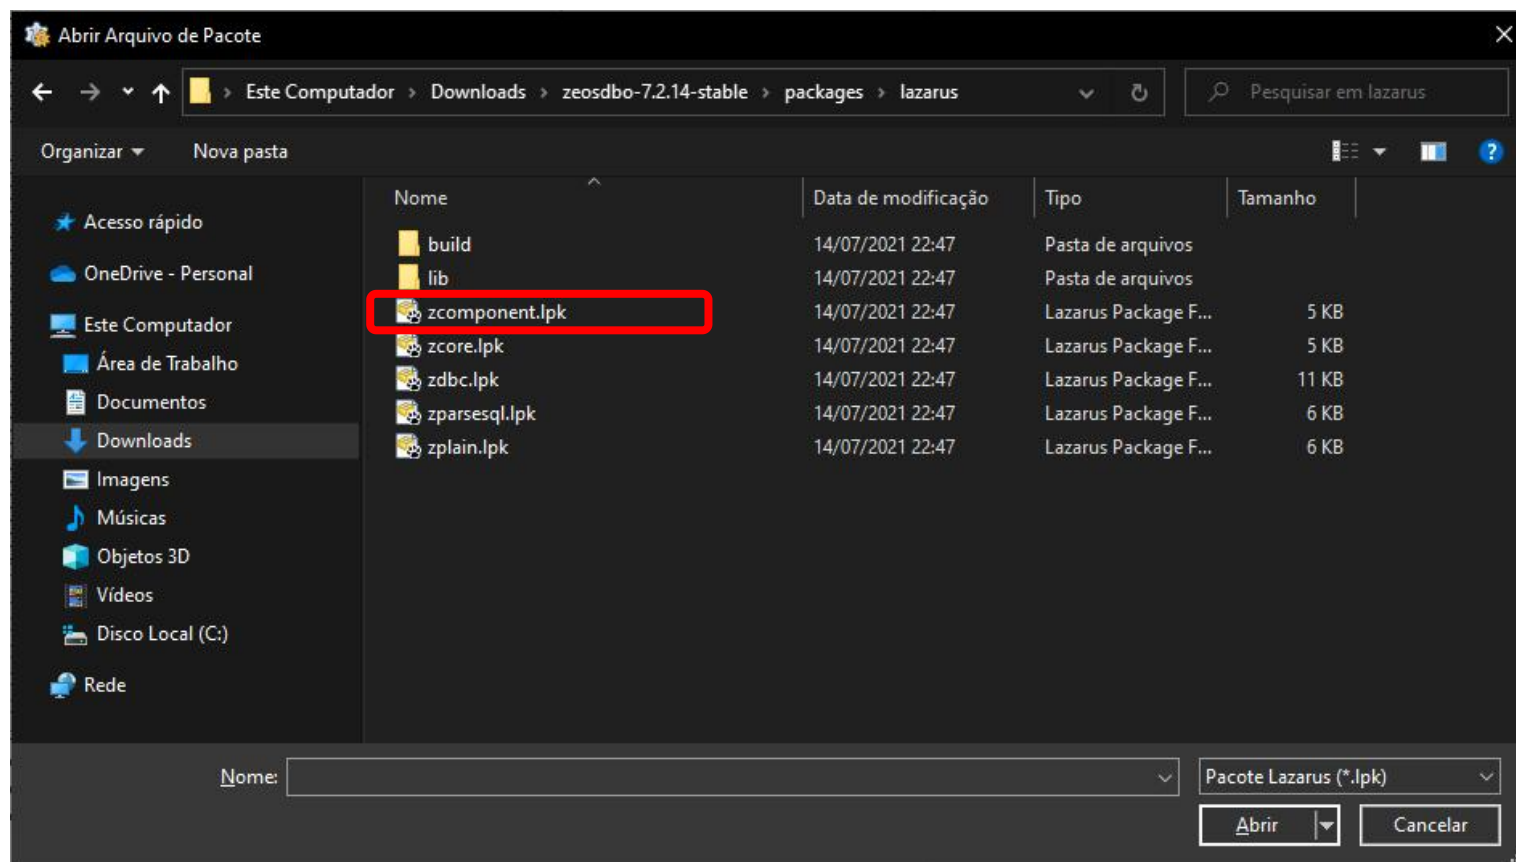 Abrir Arquivo de Pacote
Este Computador › Downloads › zeosdbo-7.2.14-stable › packages › lazarus
Pesquisar em lazarus
Organizar
Nova pasta
Nome
Data de modificação
Tipo
Tamanho
Acesso rápido
OneDrive - Personal
Este Computador
Área de Trabalho
Documentos
Downloads
Imagens
Músicas
Objetos 3D
Vídeos
Disco Local (C:)
Rede
build 14/07/2021 22:47 Pasta de arquivos
lib 14/07/2021 22:47 Pasta de arquivos
zcomponent.lpk 14/07/2021 22:47 Lazarus Package F... 5 KB
zcore.lpk 14/07/2021 22:47 Lazarus Package F... 5 KB
zdbc.lpk 14/07/2021 22:47 Lazarus Package F... 11 KB
zparsesql.lpk 14/07/2021 22:47 Lazarus Package F... 6 KB
zplain.lpk 14/07/2021 22:47 Lazarus Package F... 6 KB
Nome:
Pacote Lazarus (*.lpk)
Abrir
Cancelar